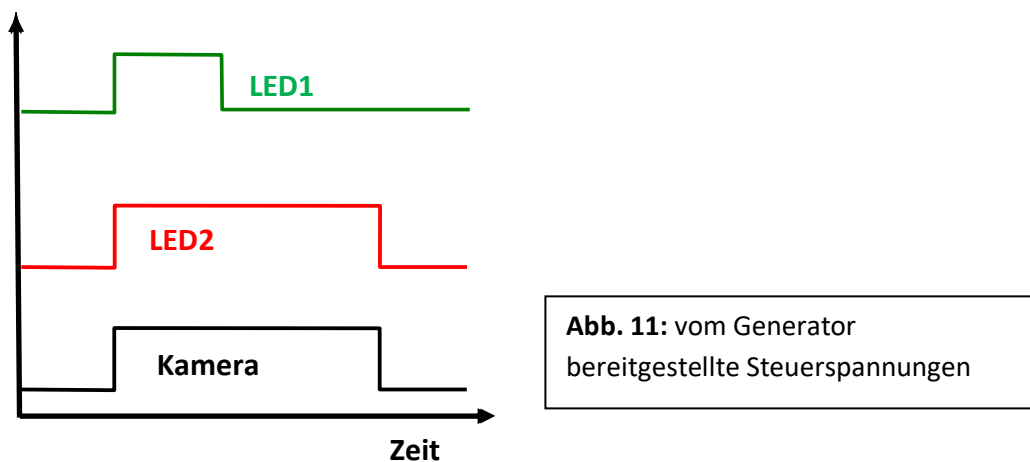 LED1
LED2
Kamera
Zeit
Abb. 11: vom Generator
bereitgestellte Steuerspannungen